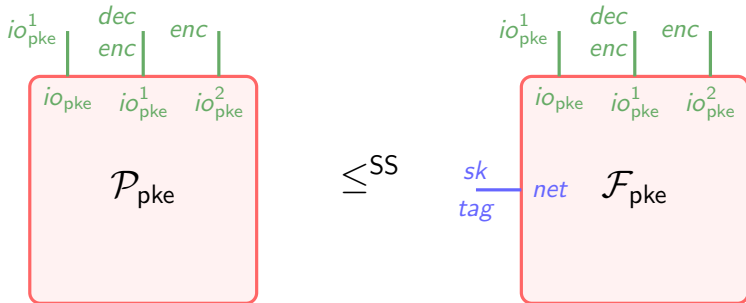 dec dec
io¹pke enc enc io¹pke enc enc
iopke io¹pke io²pke iopke io¹pke io²pke
𝒫pke ≤SS sk net ℱpke
tag